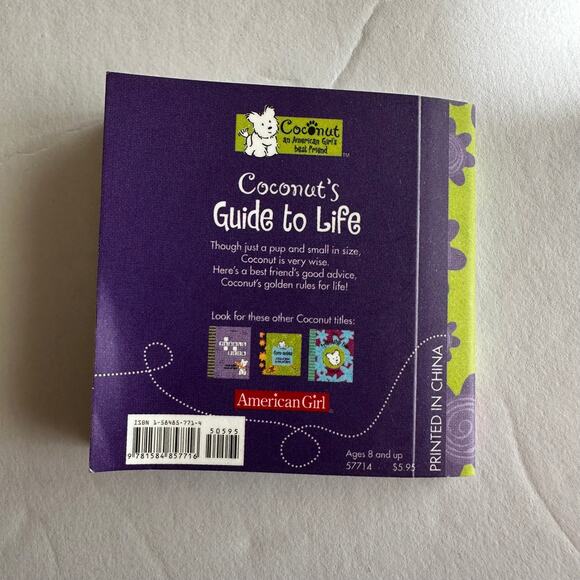 Coconut
an American Girl's
best friend
TM
Coconut's
Guide to Life
Though just a pup and small in size,
Coconut is very wise.
Here's a best friend's good advice,
Coconut's golden rules for life!
Look for these other Coconut titles:
American Girl®
ISBN 1-58485-771-4
50595
9 781584 857716
Ages 8 and up
57714 $5.95
PRINTED IN CHINA